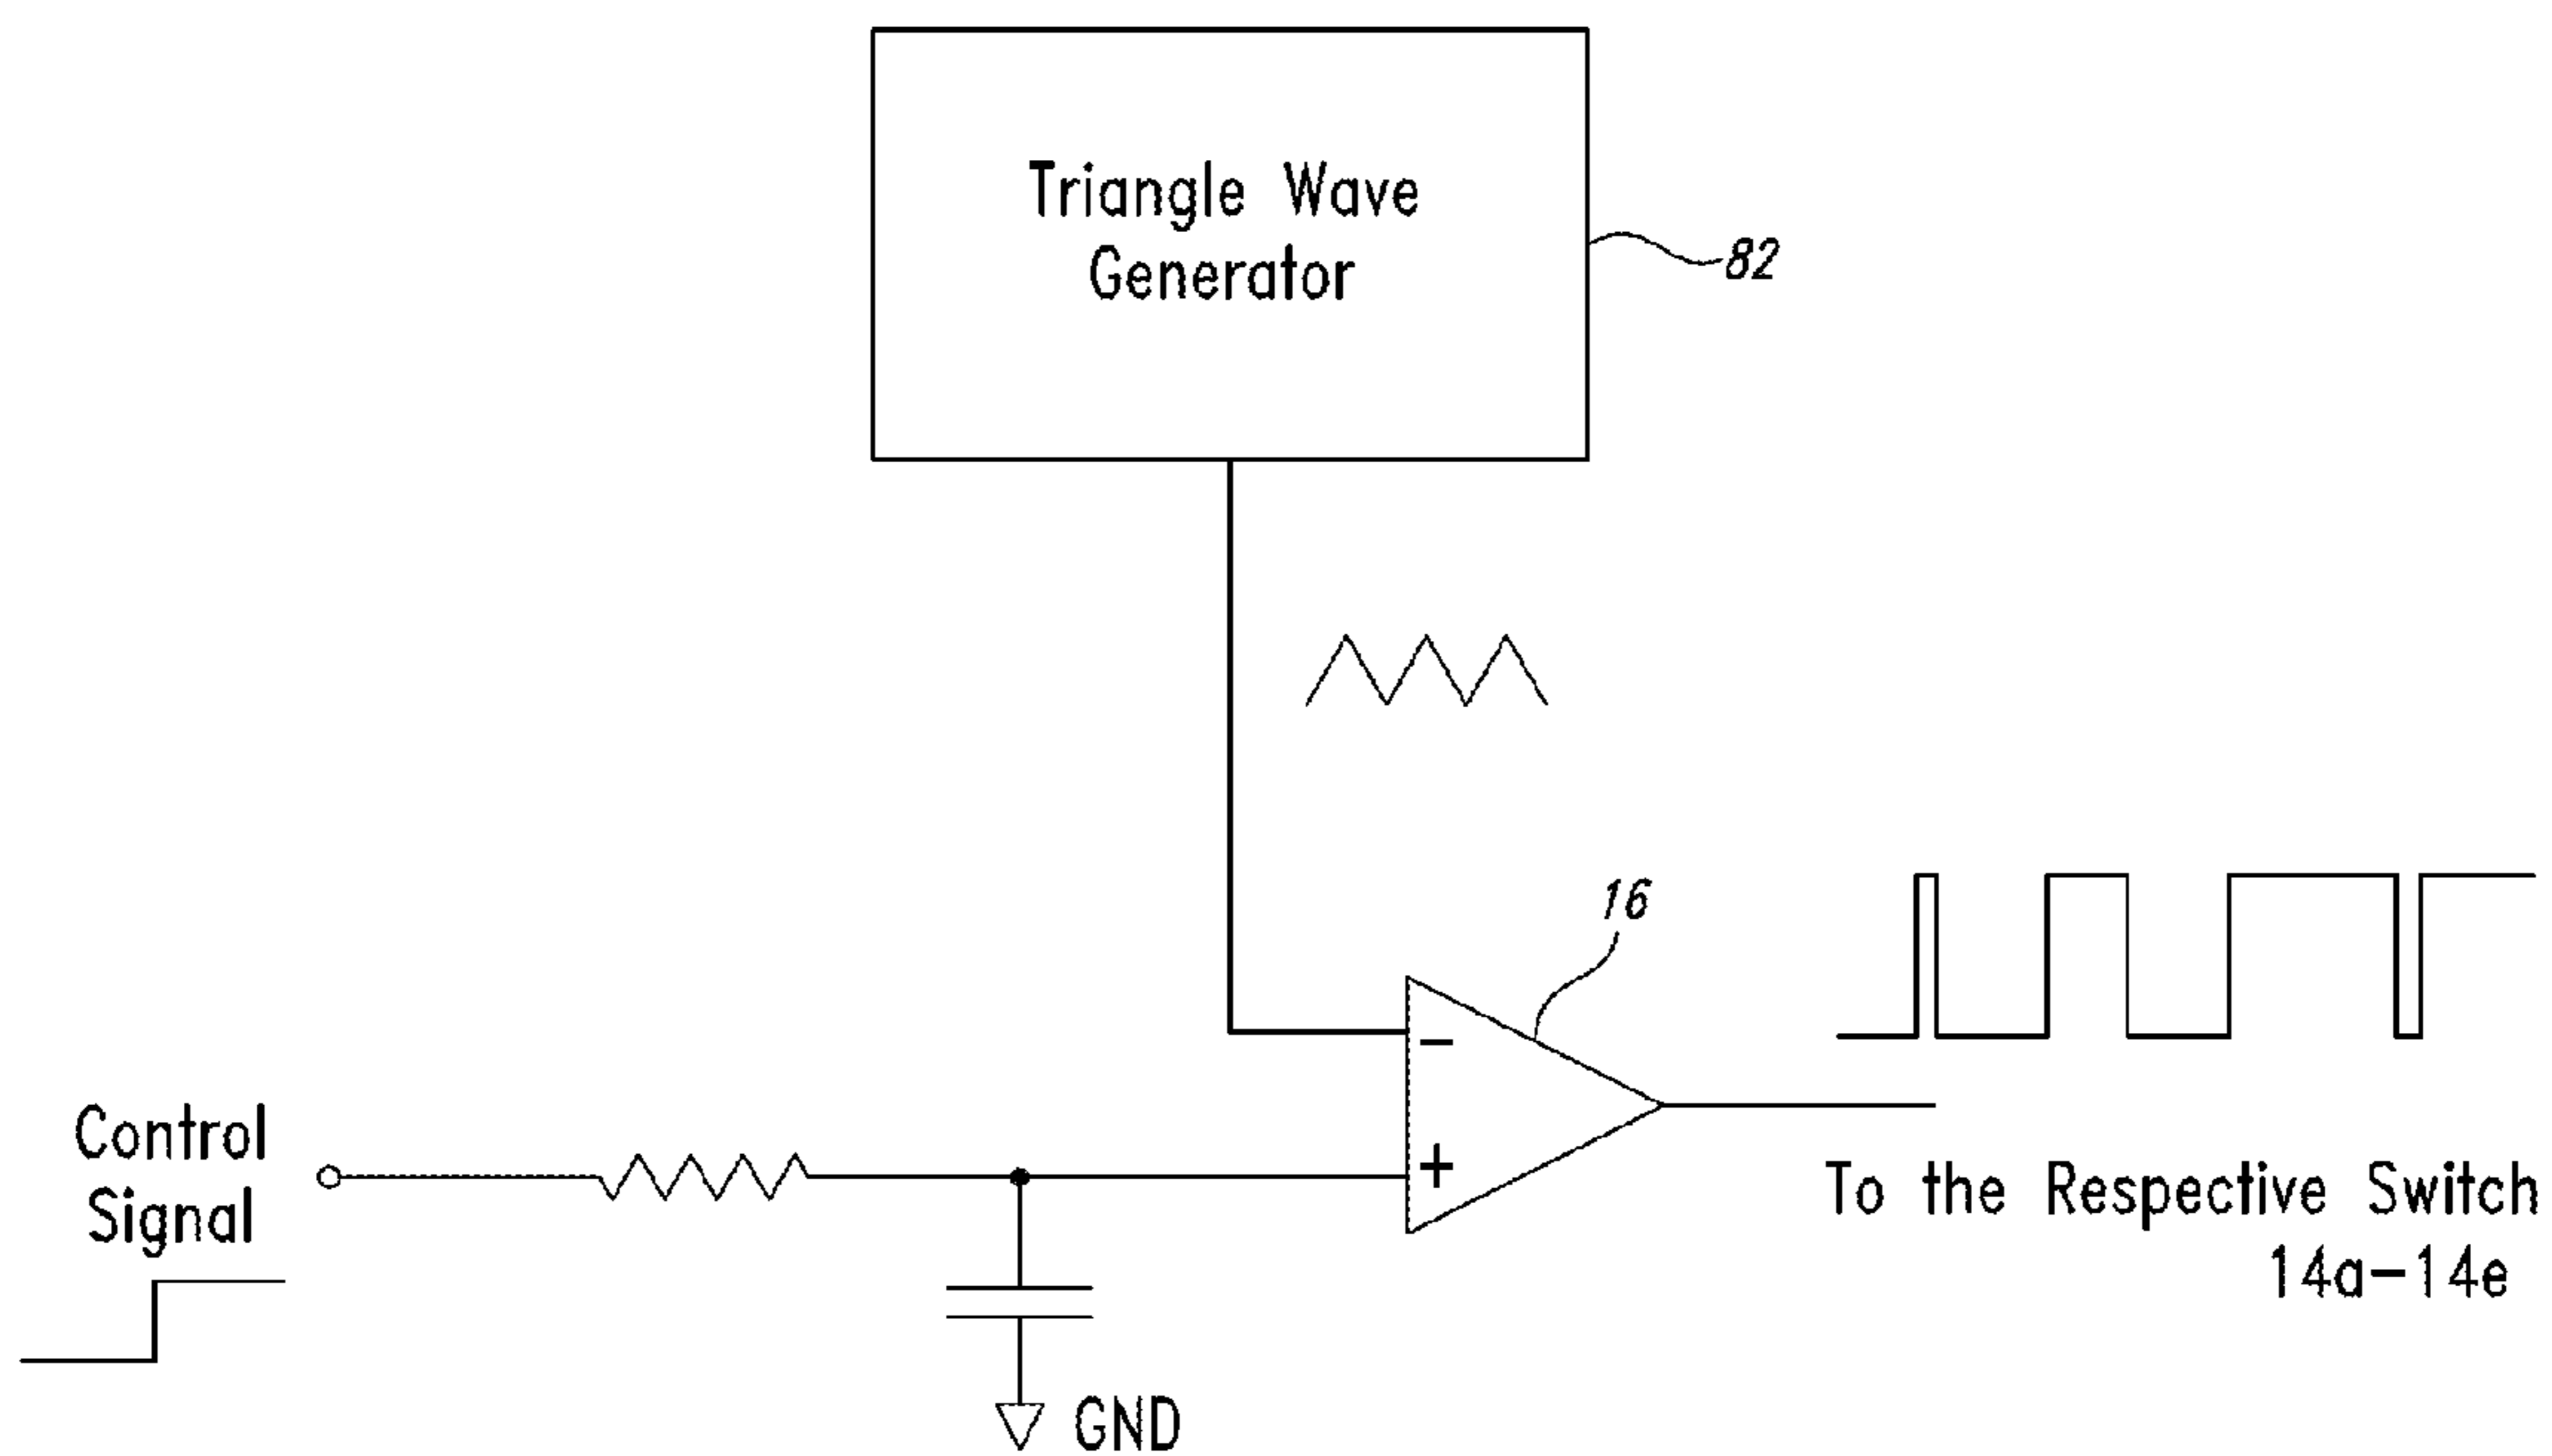 Triangle Wave
Generator
82
16
-
+
Control
Signal
To the Respective Switch
14a-14e
GND